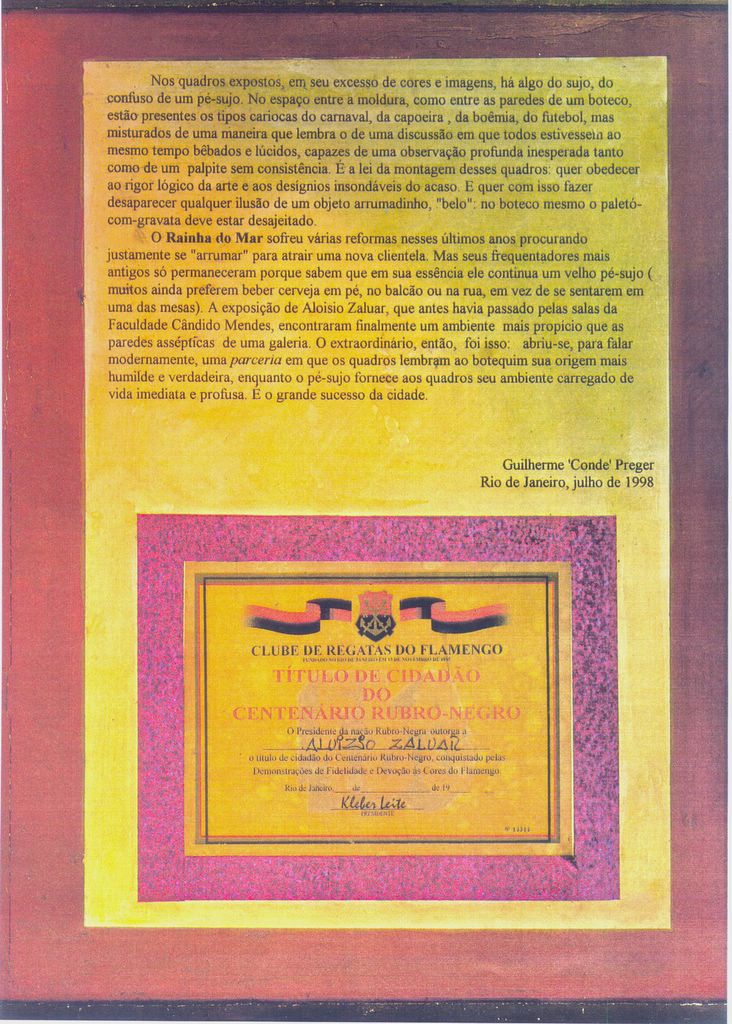 Nos quadros expostos, em seu excesso de cores e imagens, há algo do sujo, do
confuso de um pé-sujo. No espaço entre a moldura, como entre as paredes de um boteco,
estão presentes os tipos cariocas do carnaval, da capoeira , da boêmia, do futebol, mas
misturados de uma maneira que lembra o de uma discussão em que todos estivessem ao
mesmo tempo bêbados e lúcidos, capazes de uma observação profunda inesperada tanto
como de um palpite sem consistência. É a lei da montagem desses quadros: quer obedecer
ao rigor lógico da arte e aos desígnios insondáveis do acaso. E quer com isso fazer
desaparecer qualquer ilusão de um objeto arrumadinho, "belo": no boteco mesmo o paletó-
com-gravata deve estar desajeitado.
O Rainha do Mar sofreu várias reformas nesses últimos anos procurando
justamente se "arrumar" para atrair uma nova clientela. Mas seus frequentadores mais
antigos só permaneceram porque sabem que em sua essência ele continua um velho pé-sujo (
muitos ainda preferem beber cerveja em pé, no balcão ou na rua, em vez de se sentarem em
uma das mesas). A exposição de Aloisio Zaluar, que antes havia passado pelas salas da
Faculdade Cândido Mendes, encontraram finalmente um ambiente mais propício que as
paredes assépticas de uma galeria. O extraordinário, então, foi isso: abriu-se, para falar
modernamente, uma parceria em que os quadros lembram ao botequim sua origem mais
humilde e verdadeira, enquanto o pé-sujo fornece aos quadros seu ambiente carregado de
vida imediata e profusa. É o grande sucesso da cidade.
Guilherme 'Conde' Preger
Rio de Janeiro, julho de 1998
CLUBE DE REGATAS DO FLAMENGO
FUNDADO NO RIO DE JANEIRO EM 15 DE NOVEMBRO DE 1895
TÍTULO DE CIDADÃO
DO
CENTENÁRIO RUBRO-NEGRO
O Presidente da nação Rubro-Negra outorga a
ALUIZIO ZALUAR
o título de cidadão do Centenário Rubro-Negro, conquistado pelas
Demonstrações de Fidelidade e Devoção às Cores do Flamengo.
Rio de Janeiro, de de 19
Kleber Leite
PRESIDENTE